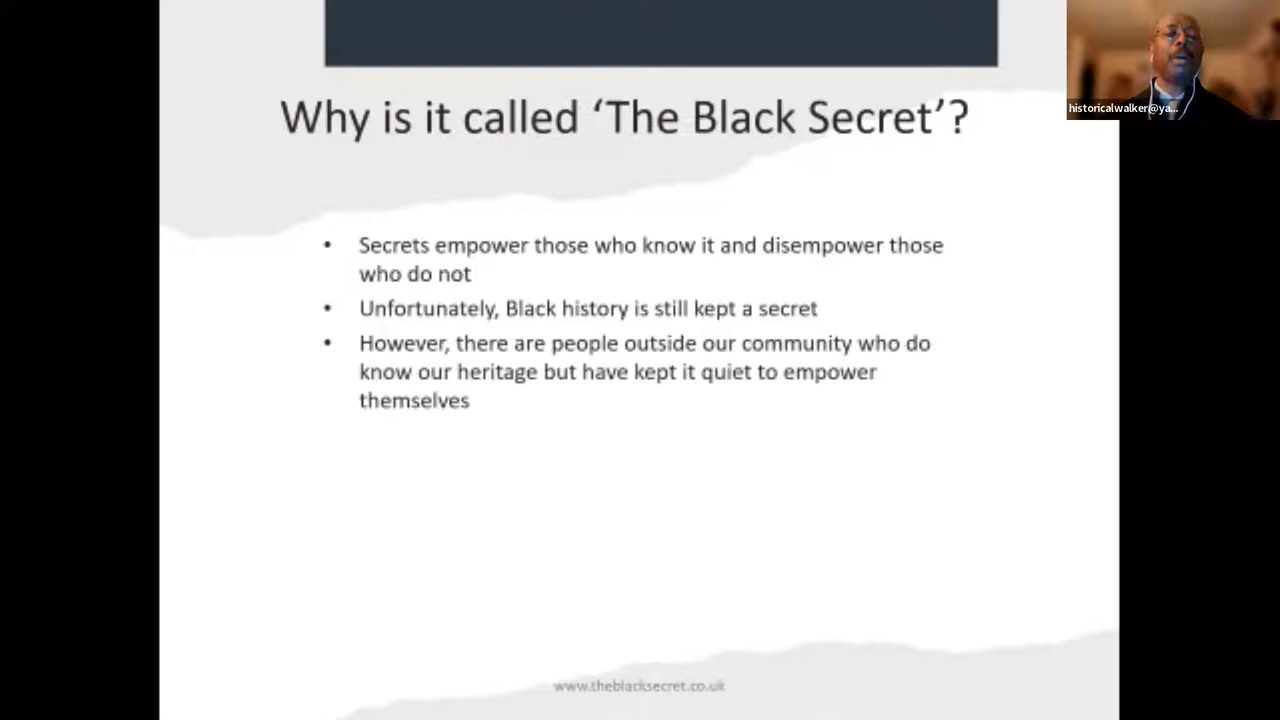 historicalwalker@ya...
Why is it called ‘The Black Secret’?
• Secrets empower those who know it and disempower those
who do not
• Unfortunately, Black history is still kept a secret
• However, there are people outside our community who do
know our heritage but have kept it quiet to empower
themselves
www.theblacksecret.co.uk